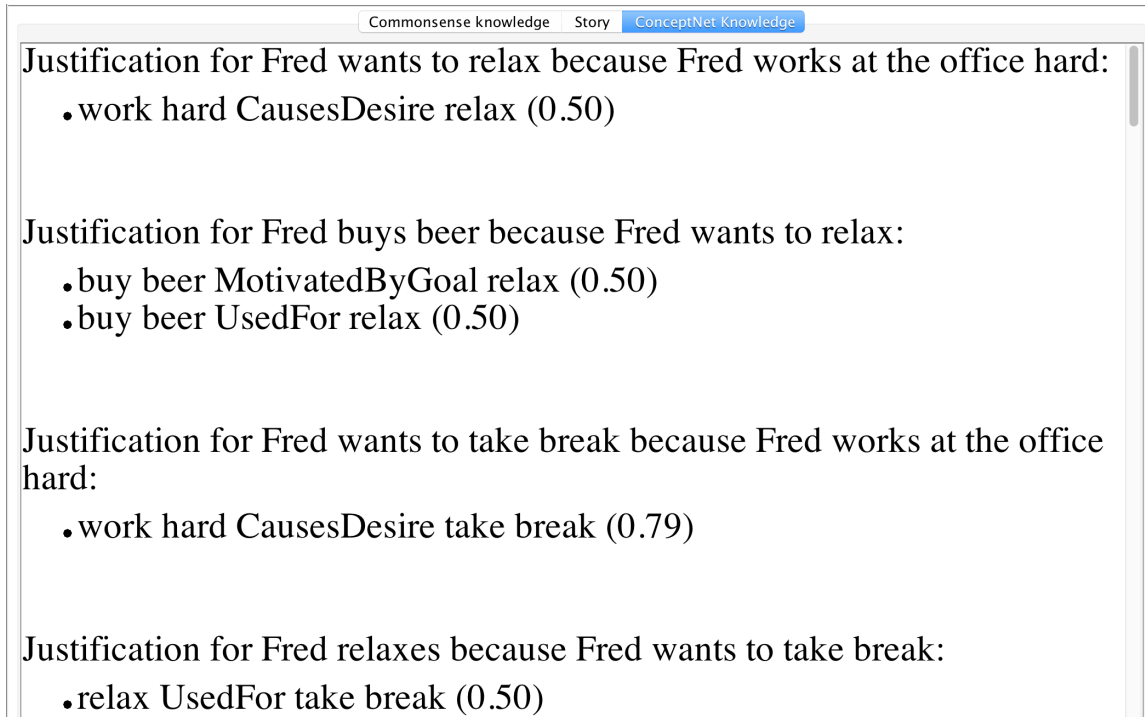 Commonsense knowledge Story ConceptNet Knowledge
Justification for Fred wants to relax because Fred works at the office hard:
•work hard CausesDesire relax (0.50)
Justification for Fred buys beer because Fred wants to relax:
•buy beer MotivatedByGoal relax (0.50)
•buy beer UsedFor relax (0.50)
Justification for Fred wants to take break because Fred works at the office
hard:
•work hard CausesDesire take break (0.79)
Justification for Fred relaxes because Fred wants to take break:
•relax UsedFor take break (0.50)